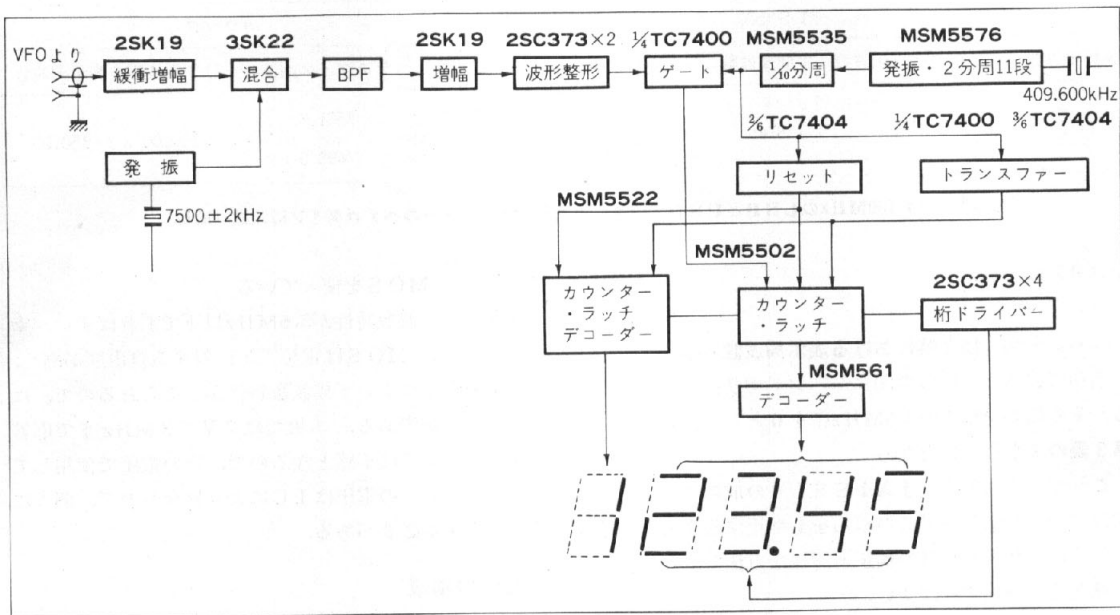 VFOより
2SK19
緩衝増幅
3SK22
混合
BPF
2SK19
増幅
2SC373×2
波形整形
¼TC7400
ゲート
MSM5535
⅒分周
MSM5576
発振・2分周11段
409.600kHz
発振
7500±2kHz
2/6TC7404
リセット
¼TC7400
3/6TC7404
トランスファー
MSM5522
カウンター
・ラッチ
デコーダー
MSM5502
カウンター
・ラッチ
2SC373×4
桁ドライバー
MSM561
デコーダー
123.45